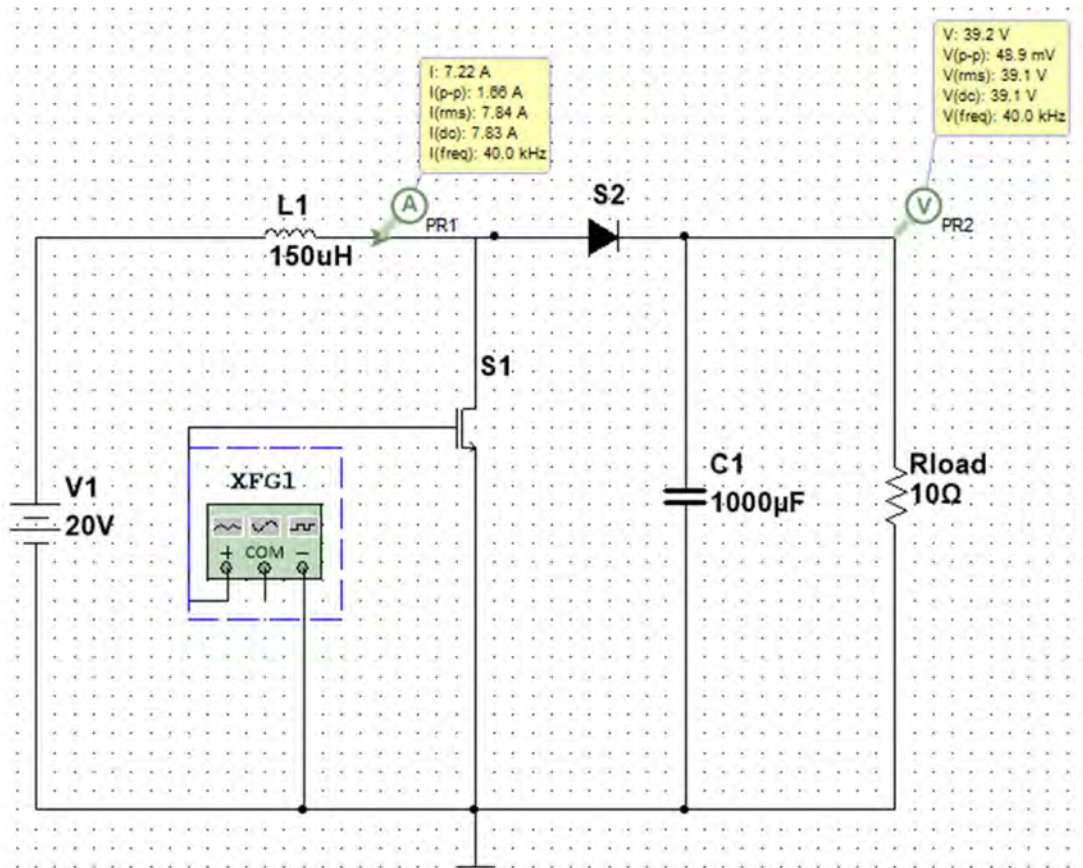 V: 39.2 V
V(p-p): 48.9 mV
V(rms): 39.1 V
V(dc): 39.1 V
V(freq): 40.0 kHz
I: 7.22 A
I(p-p): 1.66 A
I(rms): 7.84 A
I(dc): 7.83 A
I(freq): 40.0 kHz
A
PR1
V
PR2
L1
150uH
S2
S1
XFG1
+ COM −
V1
20V
C1
1000µF
Rload
10Ω